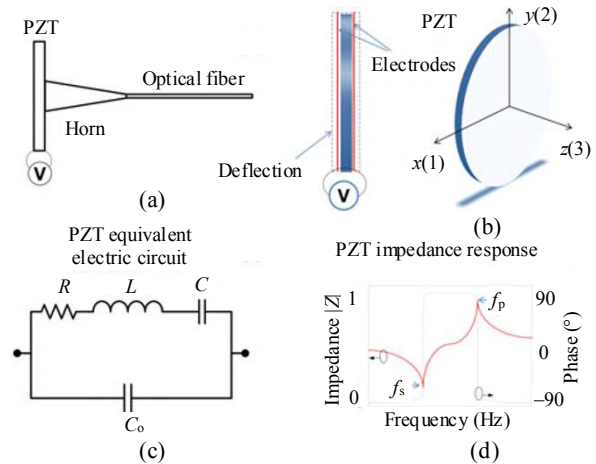 PZT
Optical fiber
Horn
V
(a)
PZT
Electrodes
Deflection
V
y(2)
x(1)
z(3)
(b)
PZT equivalent
electric circuit
R
L
C
Co
(c)
PZT impedance response
Impedance |Z|
1
0
fs
fp
90
0
−90
Phase (°)
Frequency (Hz)
(d)